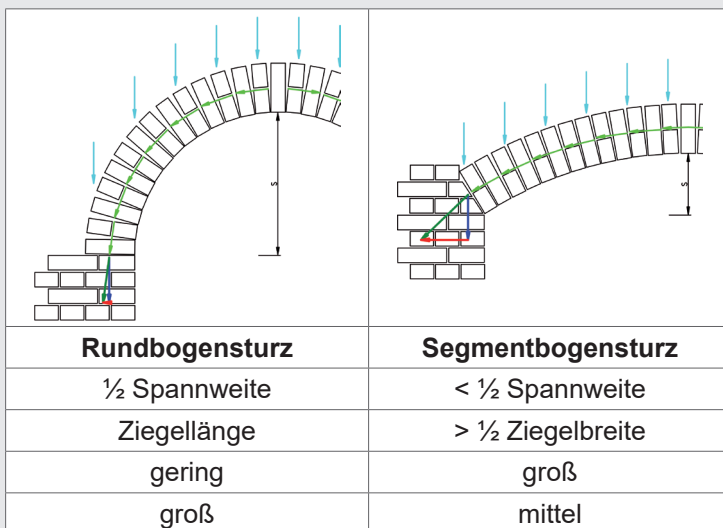 s
s
Rundbogensturz Segmentbogensturz
½ Spannweite < ½ Spannweite
Ziegellänge > ½ Ziegelbreite
gering groß
groß mittel